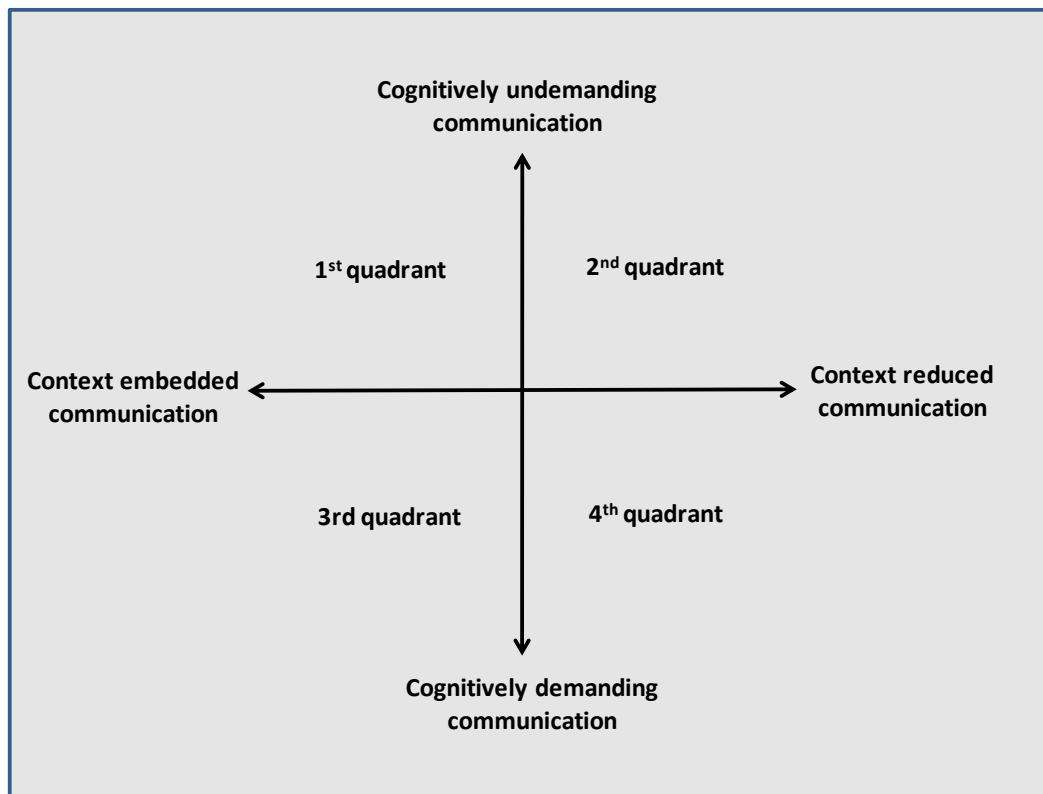 Cognitively undemanding
communication
1st quadrant
2nd quadrant
Context embedded
communication
Context reduced
communication
3rd quadrant
4th quadrant
Cognitively demanding
communication